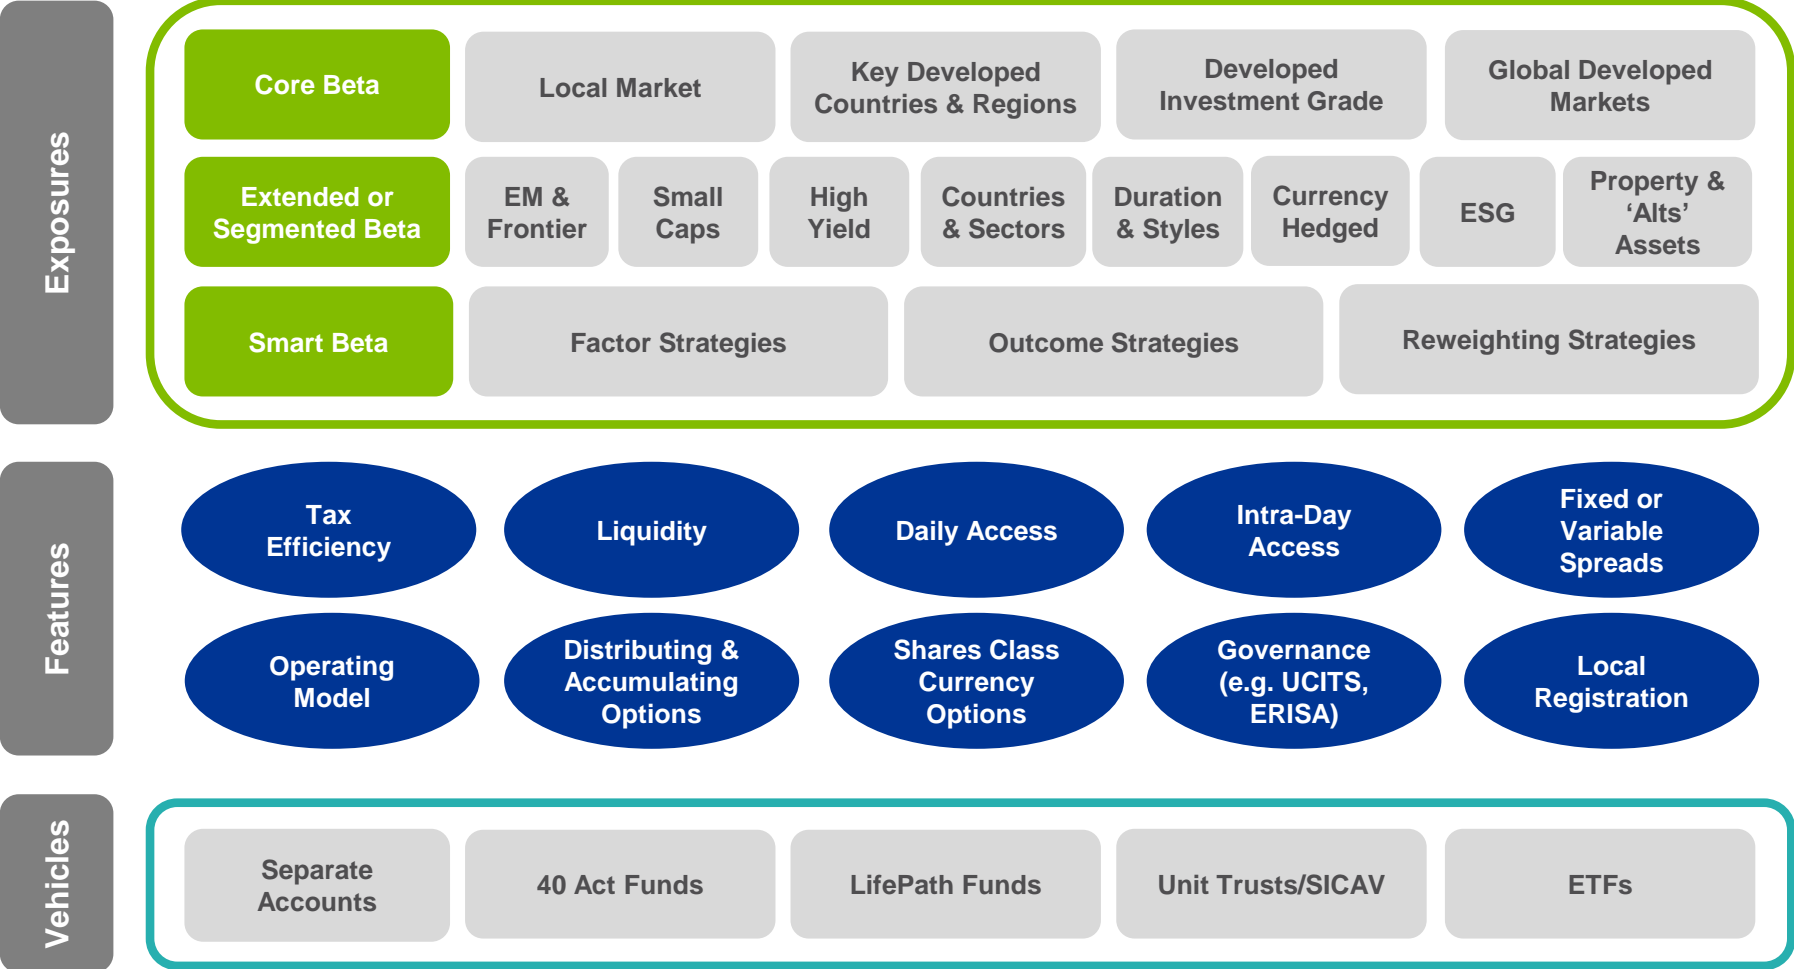 Exposures
Core Beta
Local Market
Key Developed
Countries & Regions
Developed
Investment Grade
Global Developed
Markets
Extended or
Segmented Beta
EM &
Frontier
Small
Caps
High
Yield
Countries
& Sectors
Duration
& Styles
Currency
Hedged
ESG
Property &
‘Alts’
Assets
Smart Beta
Factor Strategies
Outcome Strategies
Reweighting Strategies
Features
Tax
Efficiency
Liquidity
Daily Access
Intra-Day
Access
Fixed or
Variable
Spreads
Operating
Model
Distributing &
Accumulating
Options
Shares Class
Currency
Options
Governance
(e.g. UCITS,
ERISA)
Local
Registration
Vehicles
Separate
Accounts
40 Act Funds
LifePath Funds
Unit Trusts/SICAV
ETFs